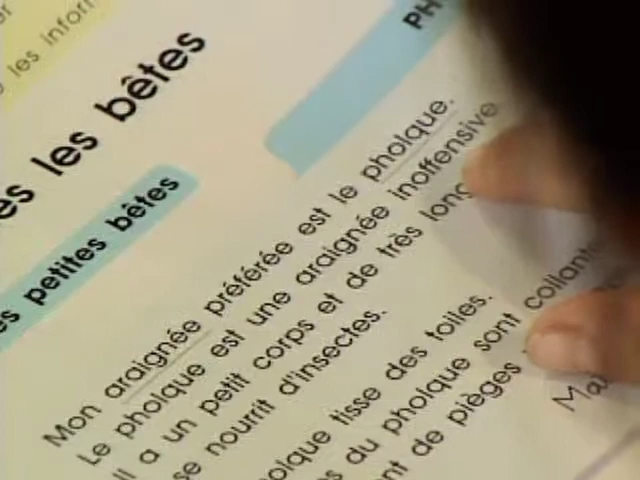 les infor
es les bêtes
es petites bêtes
PH
Mon araignée préférée est le pholque.
Le pholque est une araignée inoffensive
Il a un petit corps et de très long
se nourrit d'insectes.
olque tisse des toiles.
s du pholque sont collant
nt de pièges.
Ma